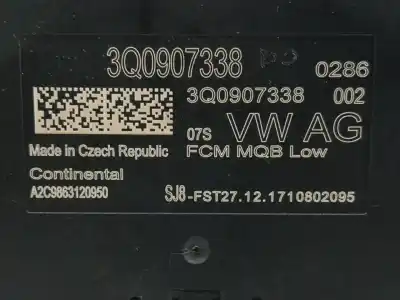 3Q0907338 0286
3Q0907338 002
07S VW AG
Made in Czech Republic FCM MQB Low
Continental
A2C9863120950 SJ8-FST27.12.1710802095